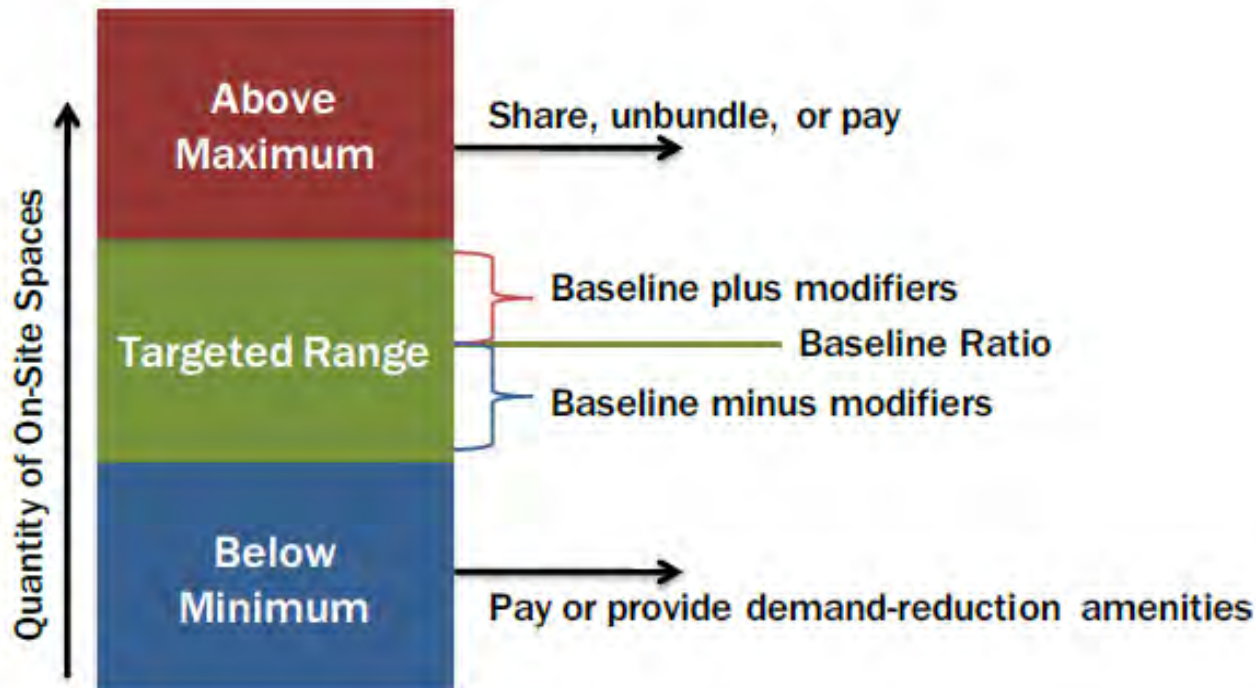 Above
Maximum
Share, unbundle, or pay
Quantity of On-Site Spaces
Targeted Range
Baseline plus modifiers
Baseline Ratio
Baseline minus modifiers
Below
Minimum
Pay or provide demand-reduction amenities